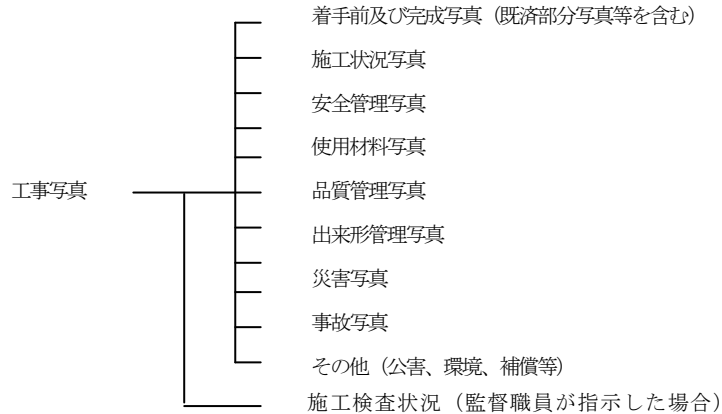 着手前及び完成写真（既済部分写真等を含む）
施工状況写真
安全管理写真
使用材料写真
工事写真
品質管理写真
出来形管理写真
災害写真
事故写真
その他（公害、環境、補償等）
施工検査状況（監督職員が指示した場合）